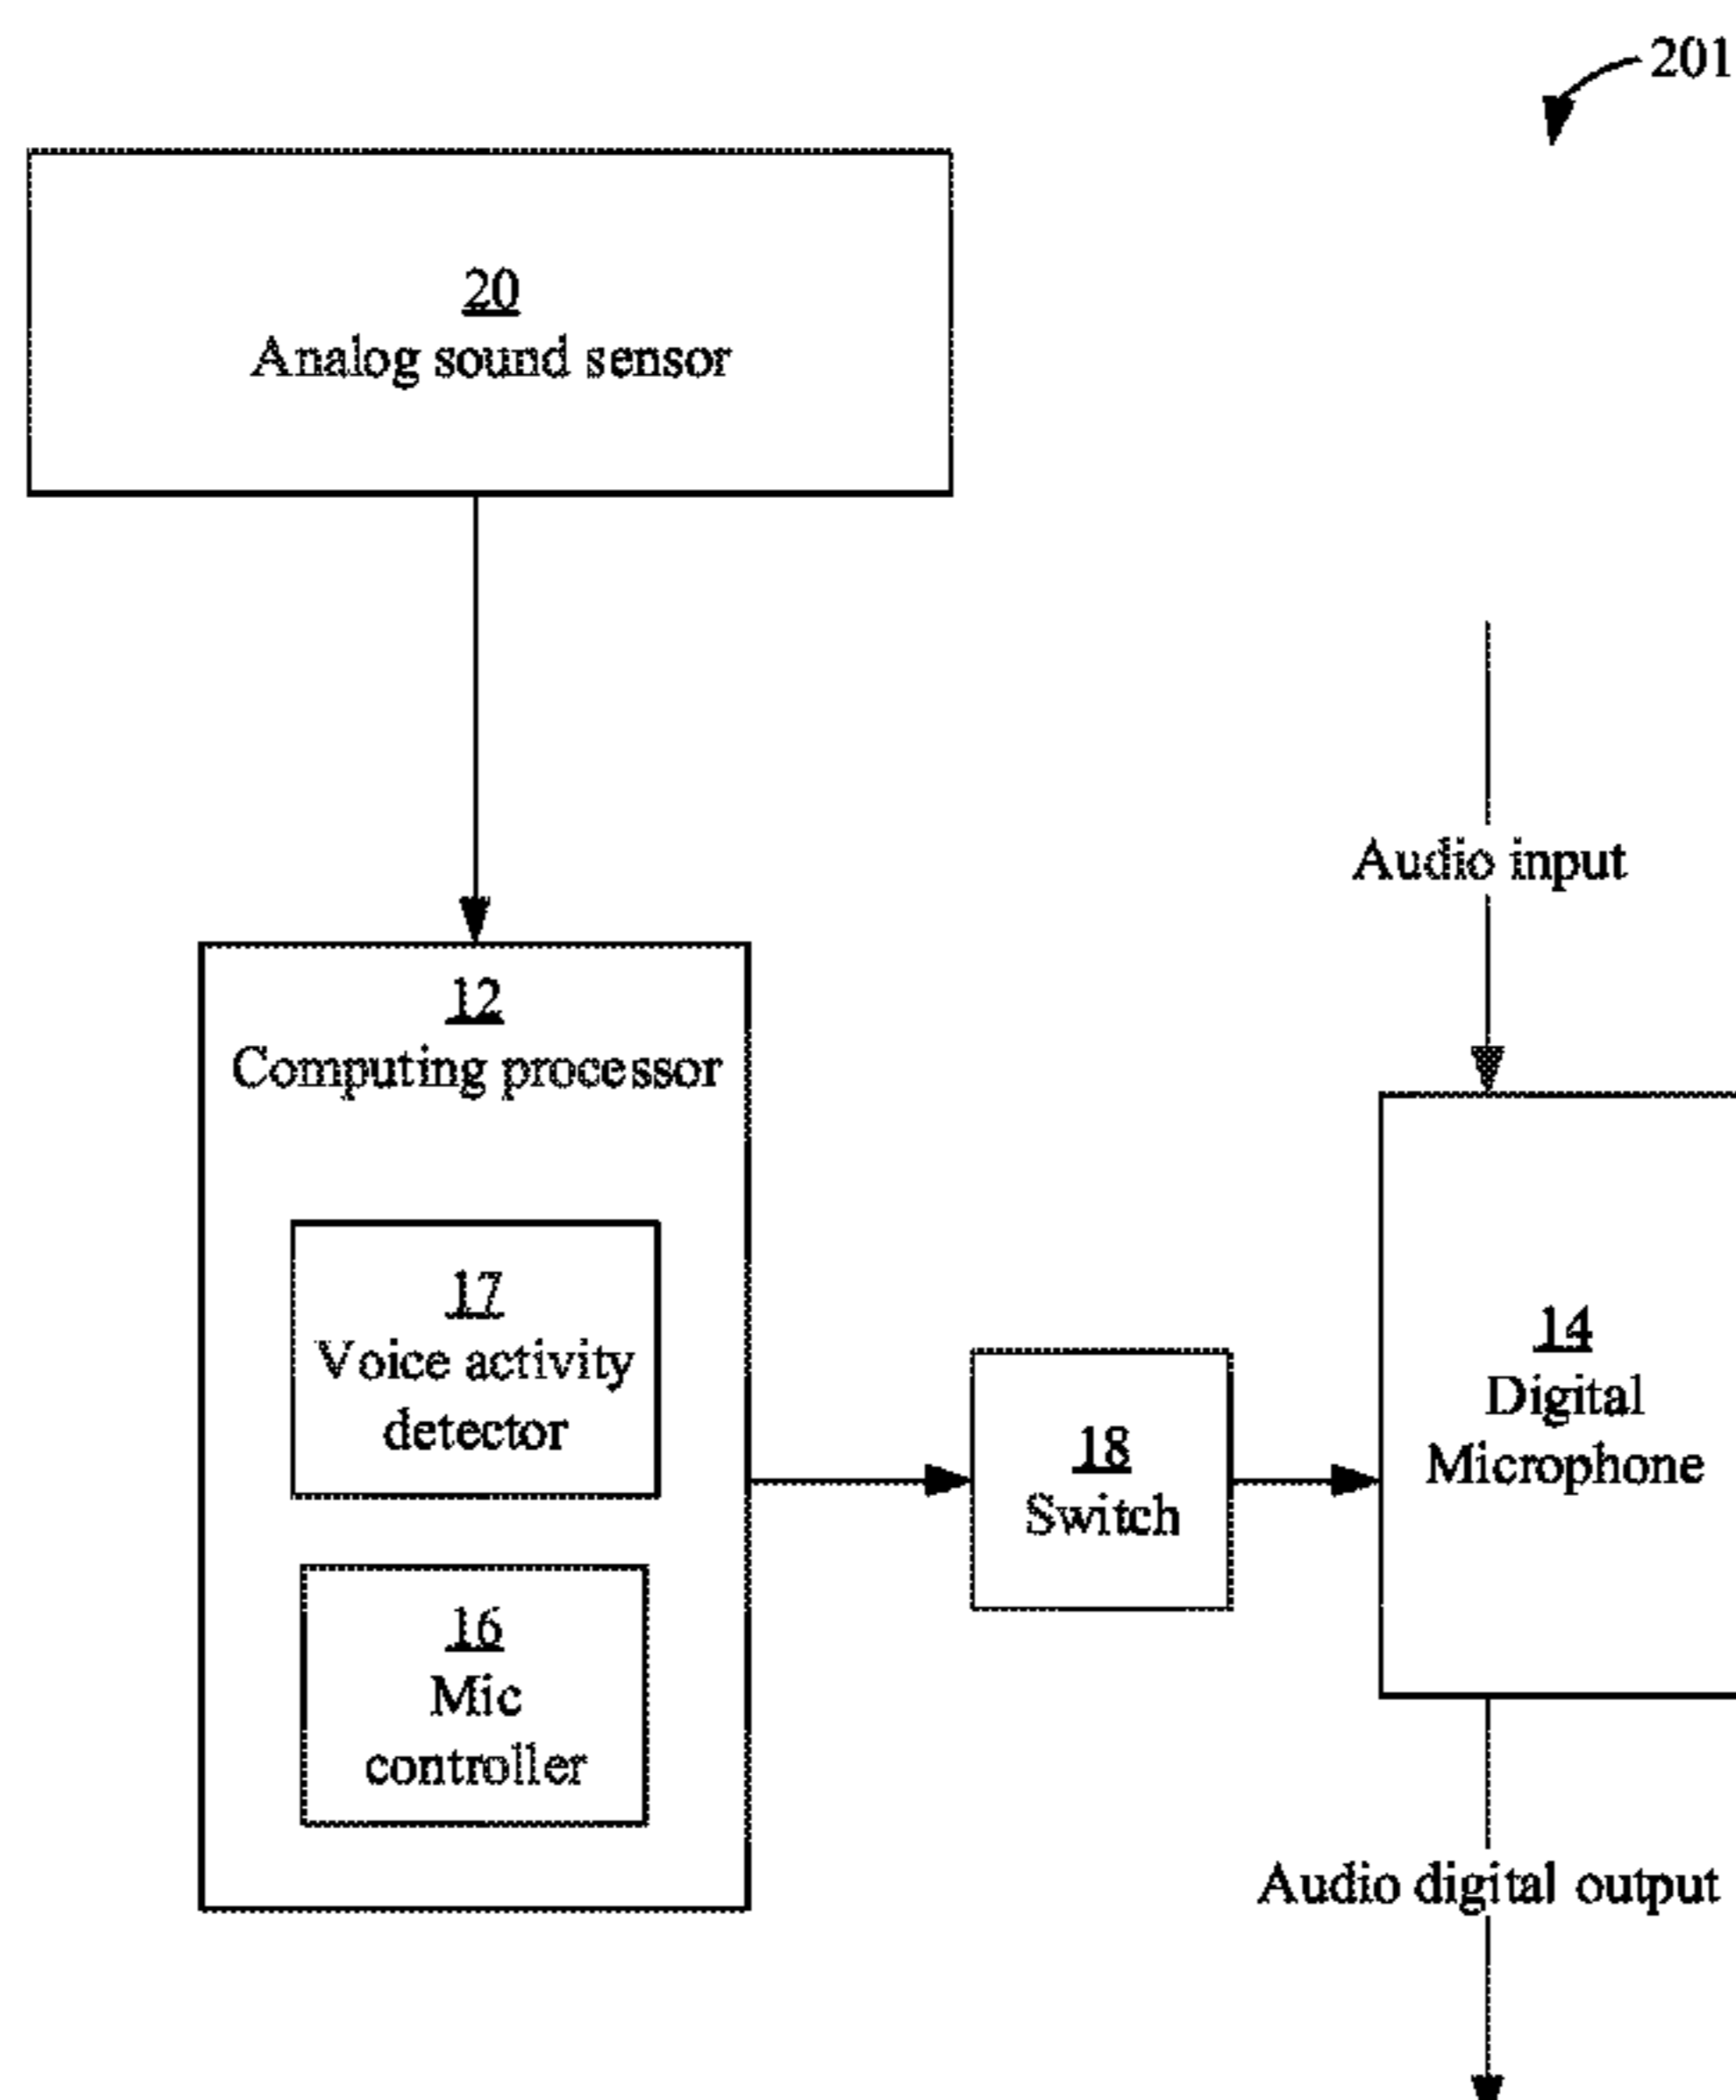 201
20
Analog sound sensor
Audio input
12
Computing processor
17
Voice activity
detector
14
Digital
Microphone
18
Switch
16
Mic
controller
Audio digital output